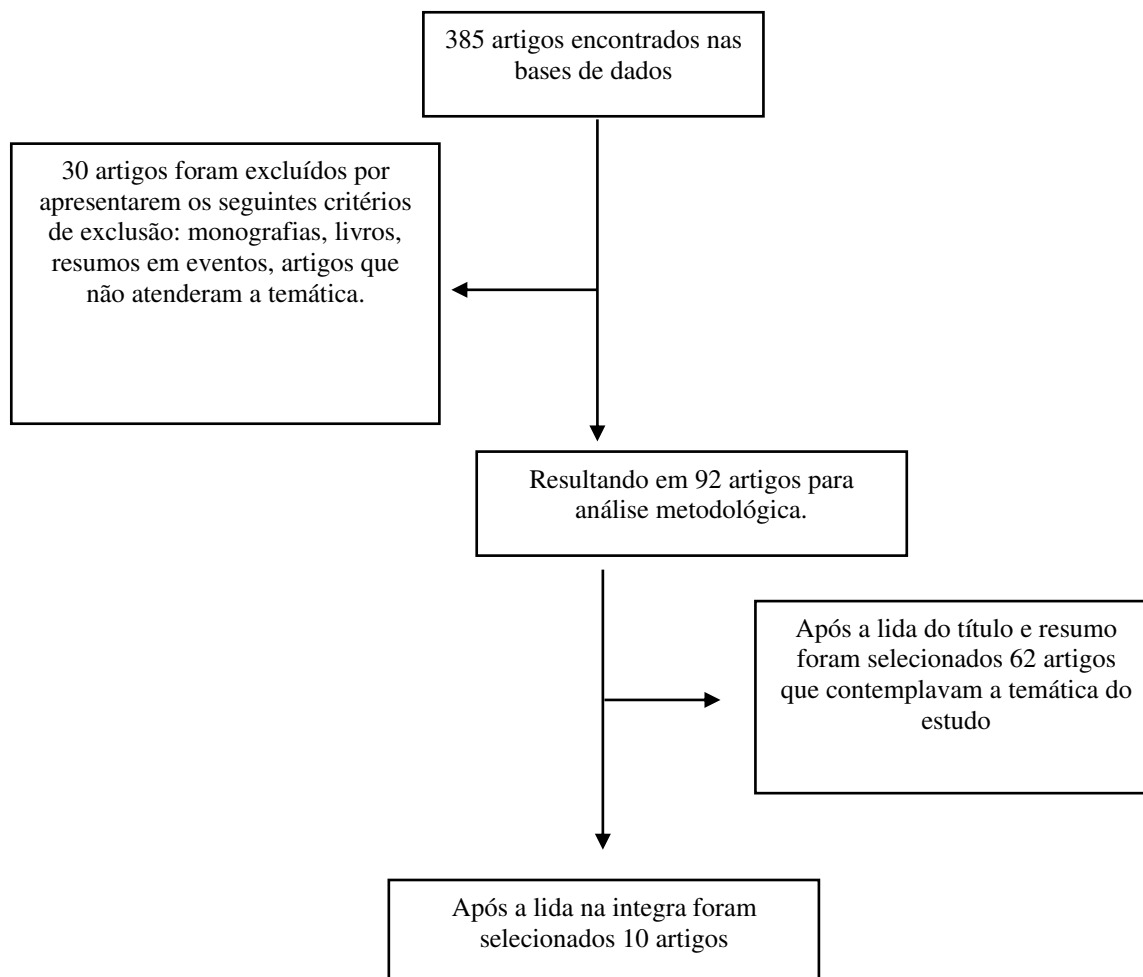 385 artigos encontrados nas
bases de dados
30 artigos foram excluídos por
apresentarem os seguintes critérios
de exclusão: monografias, livros,
resumos em eventos, artigos que
não atenderam a temática.
Resultando em 92 artigos para
análise metodológica.
Após a lida do título e resumo
foram selecionados 62 artigos
que contemplavam a temática do
estudo
Após a lida na integra foram
selecionados 10 artigos